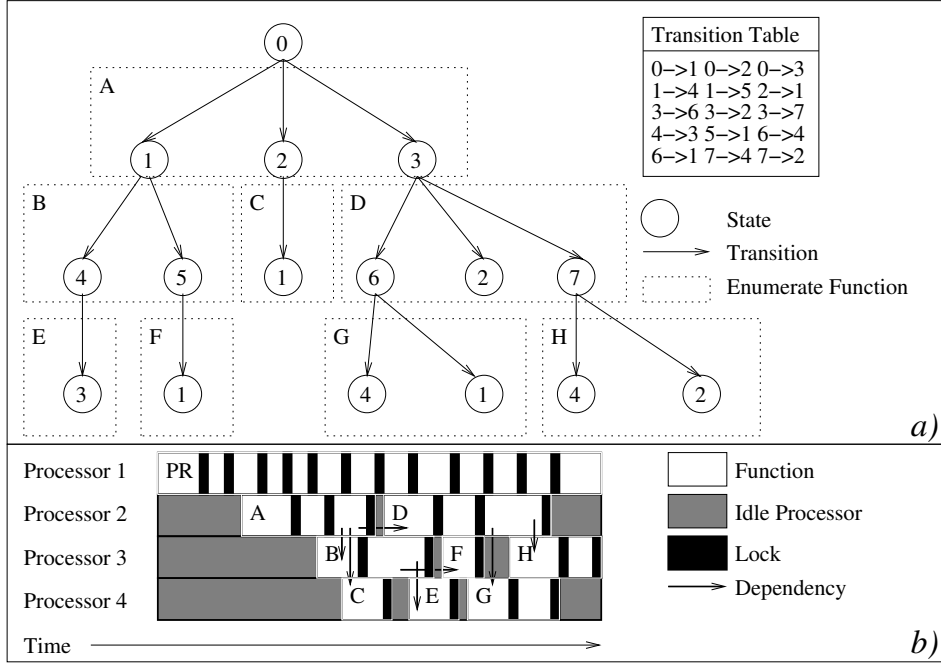 0
Transition Table
A
0->1 0->2 0->3
1->4 1->5 2->1
3->6 3->2 3->7
4->3 5->1 6->4
6->1 7->4 7->2
1 2 3
B C D
State
Transition
4 5 1 6 2 7
Enumerate Function
E F G H
3 1 4 1 4 2
a)
Processor 1 PR
Function
Processor 2 A D
Idle Processor
Processor 3 B F H
Lock
Processor 4 C E G
Dependency
Time
b)